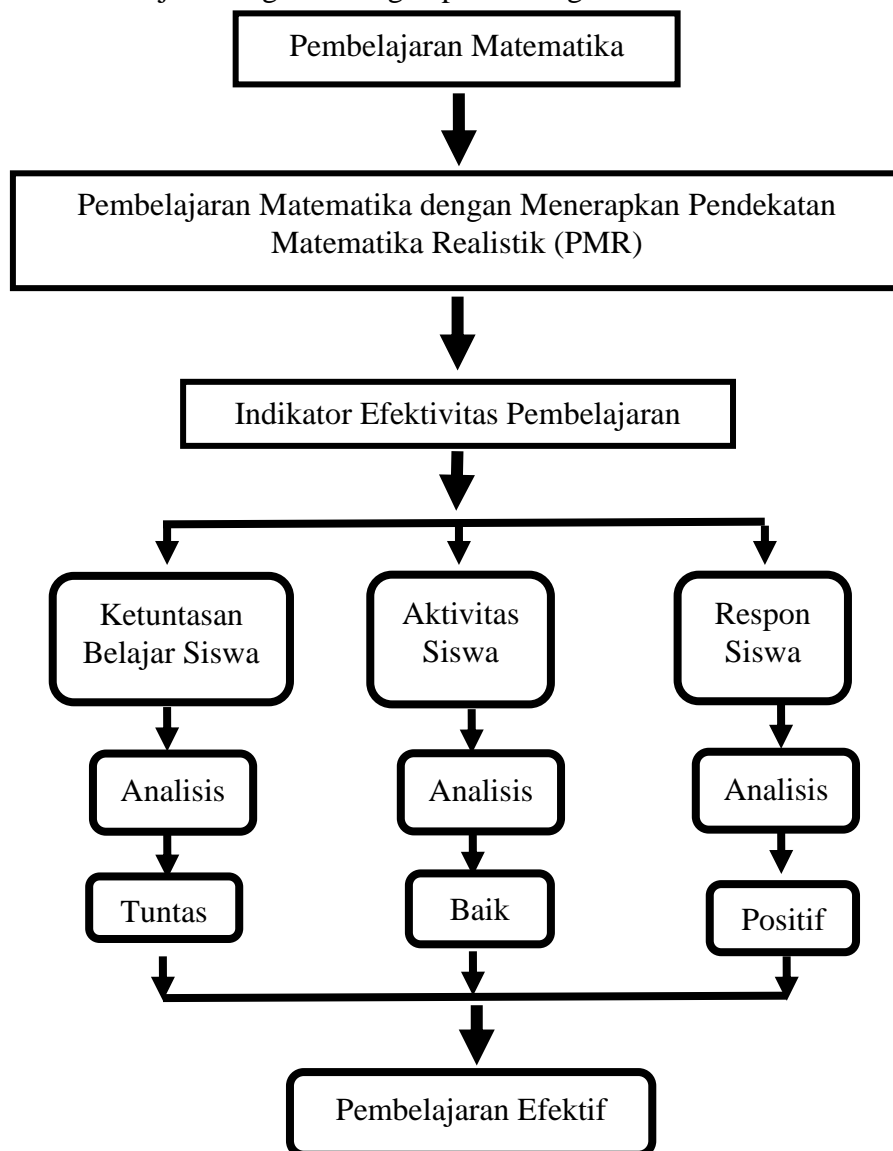 Pembelajaran Matematika
Pembelajaran Matematika dengan Menerapkan Pendekatan
Matematika Realistik (PMR)
Indikator Efektivitas Pembelajaran
Ketuntasan
Belajar Siswa
Aktivitas
Siswa
Respon
Siswa
Analisis
Analisis
Analisis
Tuntas
Baik
Positif
Pembelajaran Efektif